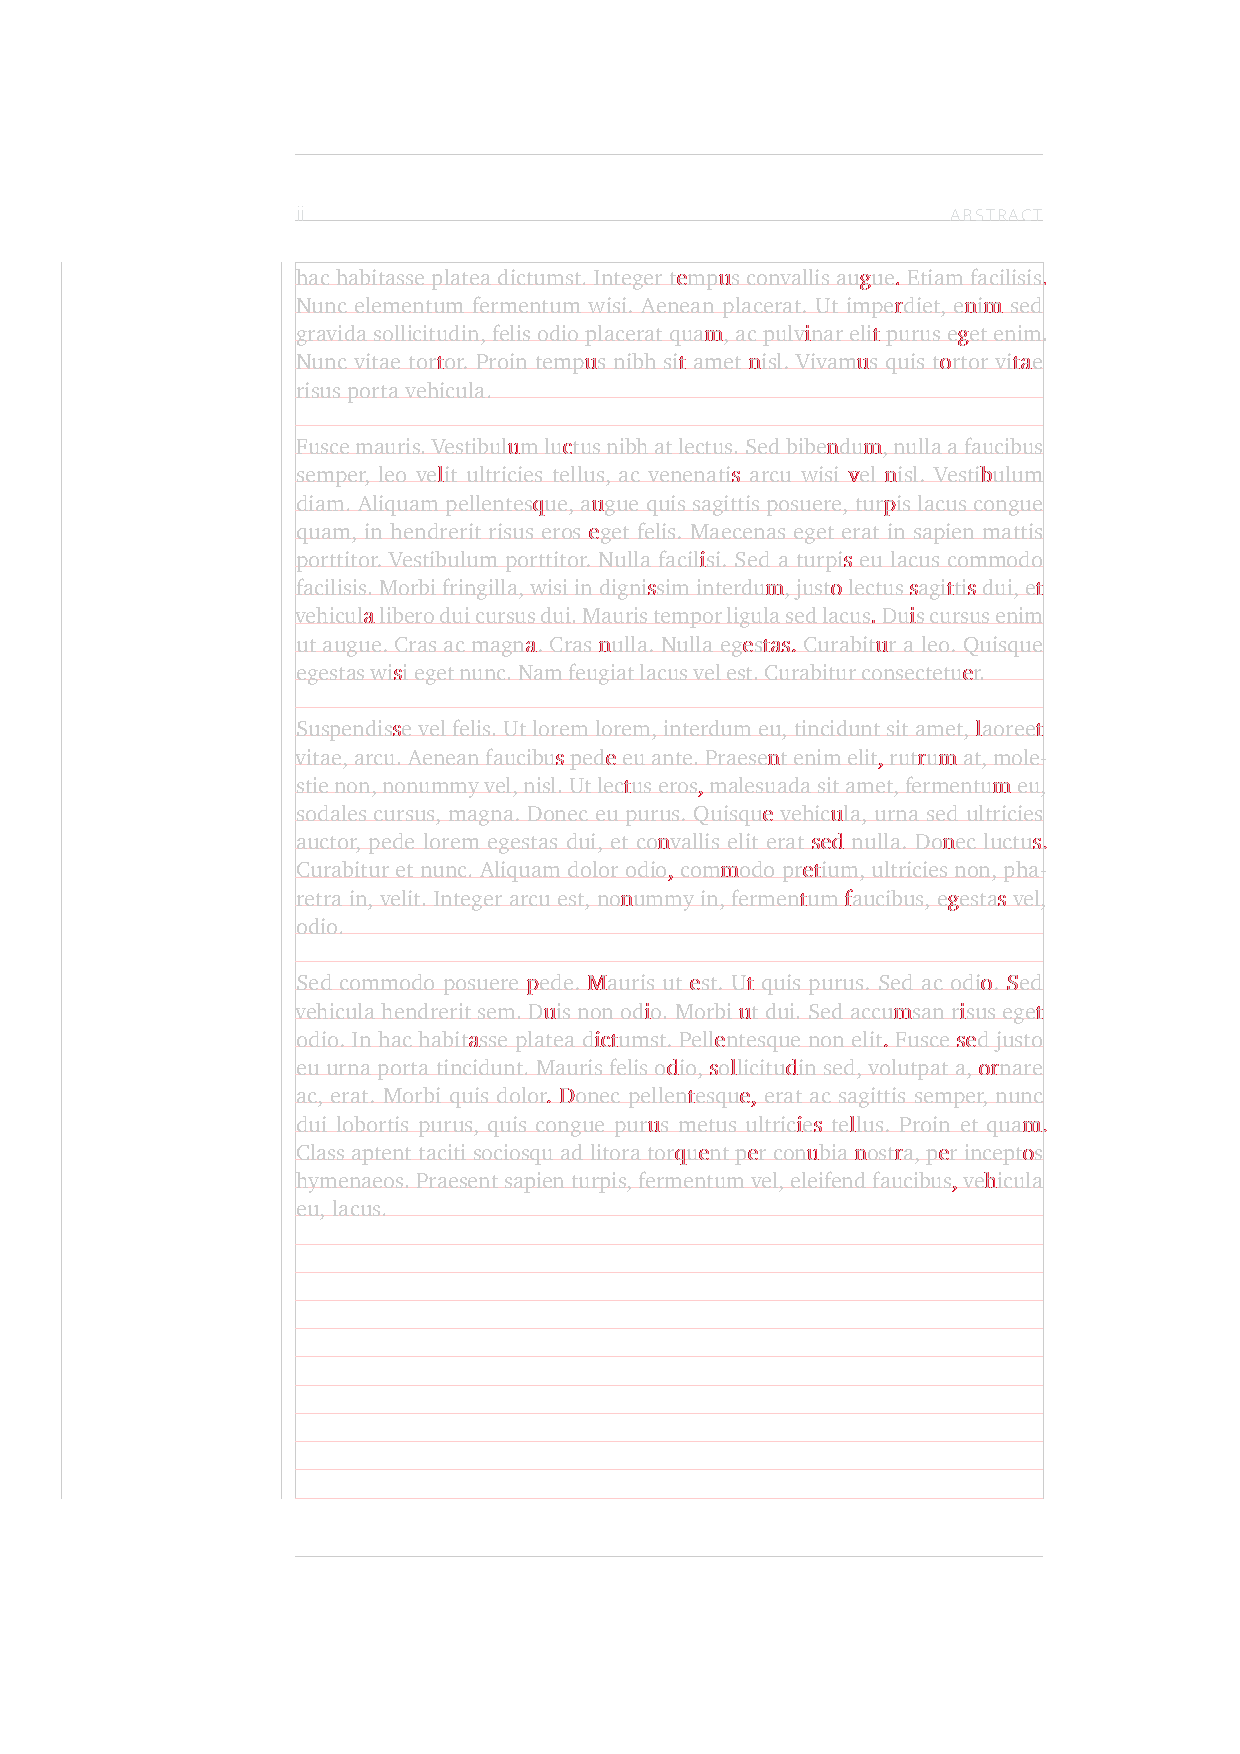 ii ABSTRACT
hac habitasse platea dictumst. Integer tempus convallis augue. Etiam facilisis.
Nunc elementum fermentum wisi. Aenean placerat. Ut imperdiet, enim sed
gravida sollicitudin, felis odio placerat quam, ac pulvinar elit purus eget enim.
Nunc vitae tortor. Proin tempus nibh sit amet nisl. Vivamus quis tortor vitae
risus porta vehicula.
Fusce mauris. Vestibulum luctus nibh at lectus. Sed bibendum, nulla a faucibus
semper, leo velit ultricies tellus, ac venenatis arcu wisi vel nisl. Vestibulum
diam. Aliquam pellentesque, augue quis sagittis posuere, turpis lacus congue
quam, in hendrerit risus eros eget felis. Maecenas eget erat in sapien mattis
porttitor. Vestibulum porttitor. Nulla facilisi. Sed a turpis eu lacus commodo
facilisis. Morbi fringilla, wisi in dignissim interdum, justo lectus sagittis dui, et
vehicula libero dui cursus dui. Mauris tempor ligula sed lacus. Duis cursus enim
ut augue. Cras ac magna. Cras nulla. Nulla egestas. Curabitur a leo. Quisque
egestas wisi eget nunc. Nam feugiat lacus vel est. Curabitur consectetuer.
Suspendisse vel felis. Ut lorem lorem, interdum eu, tincidunt sit amet, laoreet
vitae, arcu. Aenean faucibus pede eu ante. Praesent enim elit, rutrum at, mole-
stie non, nonummy vel, nisl. Ut lectus eros, malesuada sit amet, fermentum eu,
sodales cursus, magna. Donec eu purus. Quisque vehicula, urna sed ultricies
auctor, pede lorem egestas dui, et convallis elit erat sed nulla. Donec luctus.
Curabitur et nunc. Aliquam dolor odio, commodo pretium, ultricies non, pha-
retra in, velit. Integer arcu est, nonummy in, fermentum faucibus, egestas vel,
odio.
Sed commodo posuere pede. Mauris ut est. Ut quis purus. Sed ac odio. Sed
vehicula hendrerit sem. Duis non odio. Morbi ut dui. Sed accumsan risus eget
odio. In hac habitasse platea dictumst. Pellentesque non elit. Fusce sed justo
eu urna porta tincidunt. Mauris felis odio, sollicitudin sed, volutpat a, ornare
ac, erat. Morbi quis dolor. Donec pellentesque, erat ac sagittis semper, nunc
dui lobortis purus, quis congue purus metus ultricies tellus. Proin et quam.
Class aptent taciti sociosqu ad litora torquent per conubia nostra, per inceptos
hymenaeos. Praesent sapien turpis, fermentum vel, eleifend faucibus, vehicula
eu, lacus.